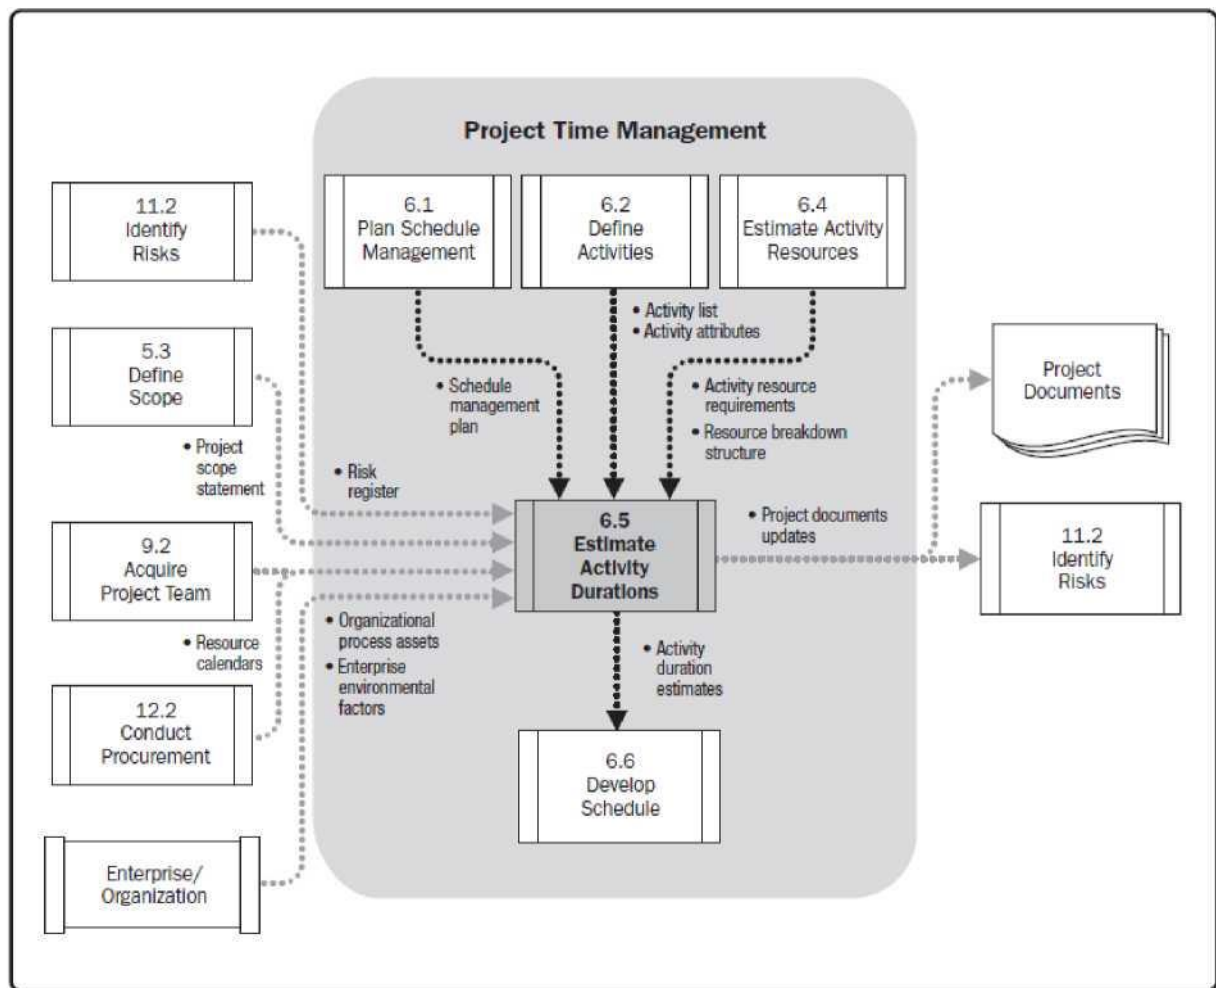 Project Time Management
11.2
Identify
Risks
6.1
Plan Schedule
Management
6.2
Define
Activities
6.4
Estimate Activity
Resources
• Activity list
• Activity attributes
5.3
Define
Scope
• Schedule
management
plan
• Activity resource
requirements
• Resource breakdown
structure
Project
Documents
• Project
scope
statement
• Risk
register
9.2
Acquire
Project Team
6.5
Estimate
Activity
Durations
• Project documents
updates
11.2
Identify
Risks
• Resource
calendars
• Organizational
process assets
• Enterprise
environmental
factors
• Activity
duration
estimates
12.2
Conduct
Procurement
6.6
Develop
Schedule
Enterprise/
Organization